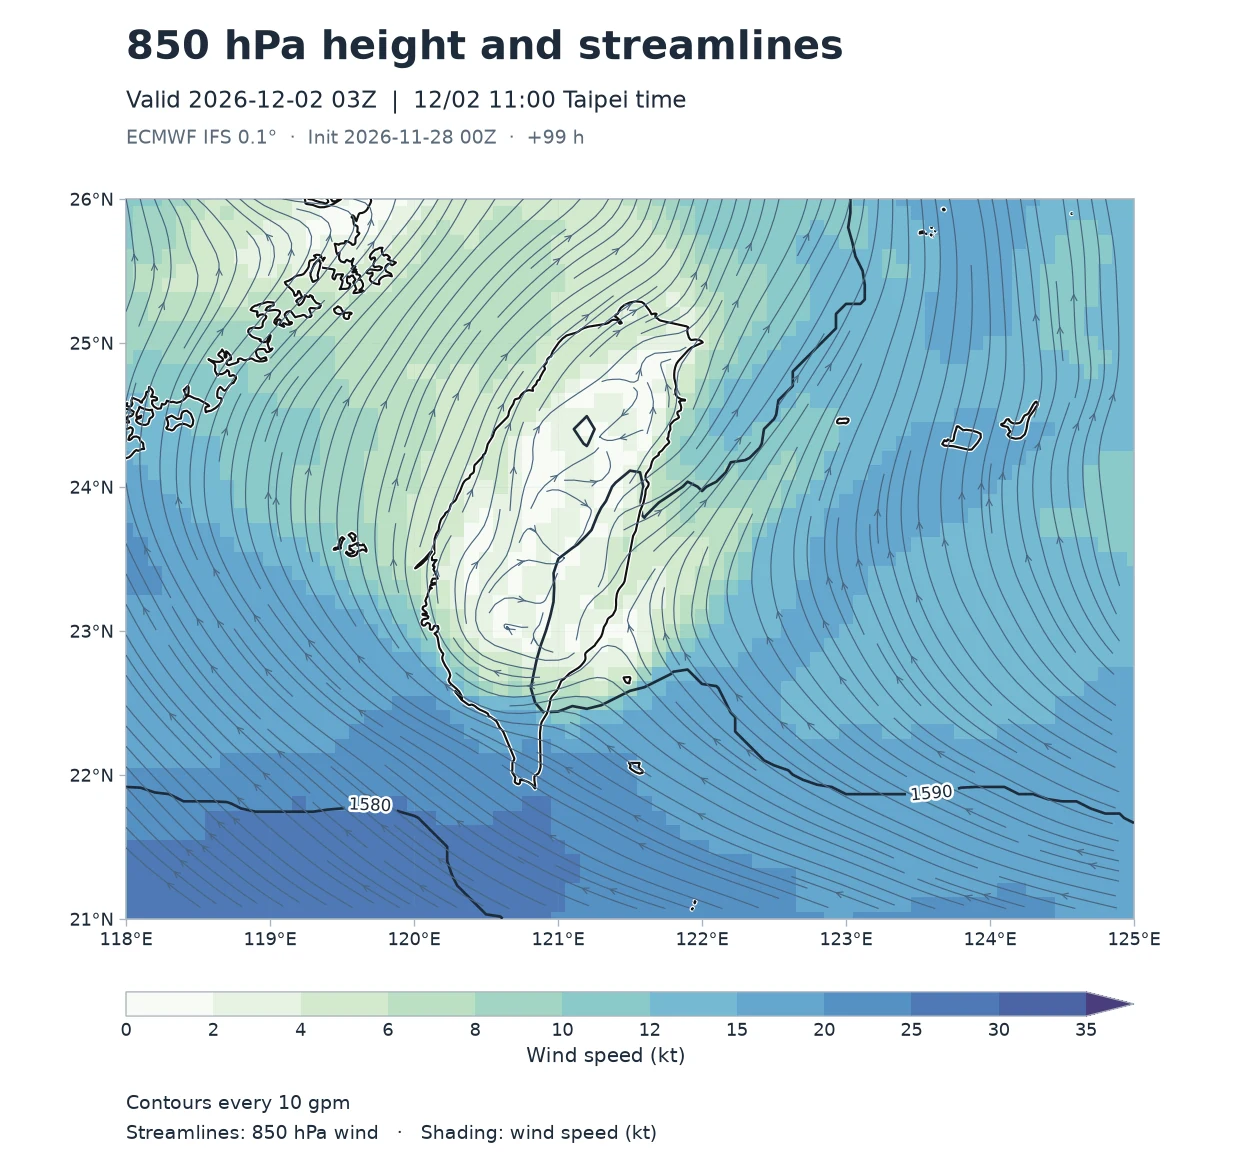 850 hPa height and streamlines
Valid 2026-12-02 03Z | 12/02 11:00 Taipei time
ECMWF IFS 0.1° · Init 2026-11-28 00Z · +99 h
26°N
25°N
24°N
23°N
22°N
21°N
1580
1590
118°E 119°E 120°E 121°E 122°E 123°E 124°E 125°E
0 2 4 6 8 10 12 15 20 25 30 35
Wind speed (kt)
Contours every 10 gpm
Streamlines: 850 hPa wind · Shading: wind speed (kt)